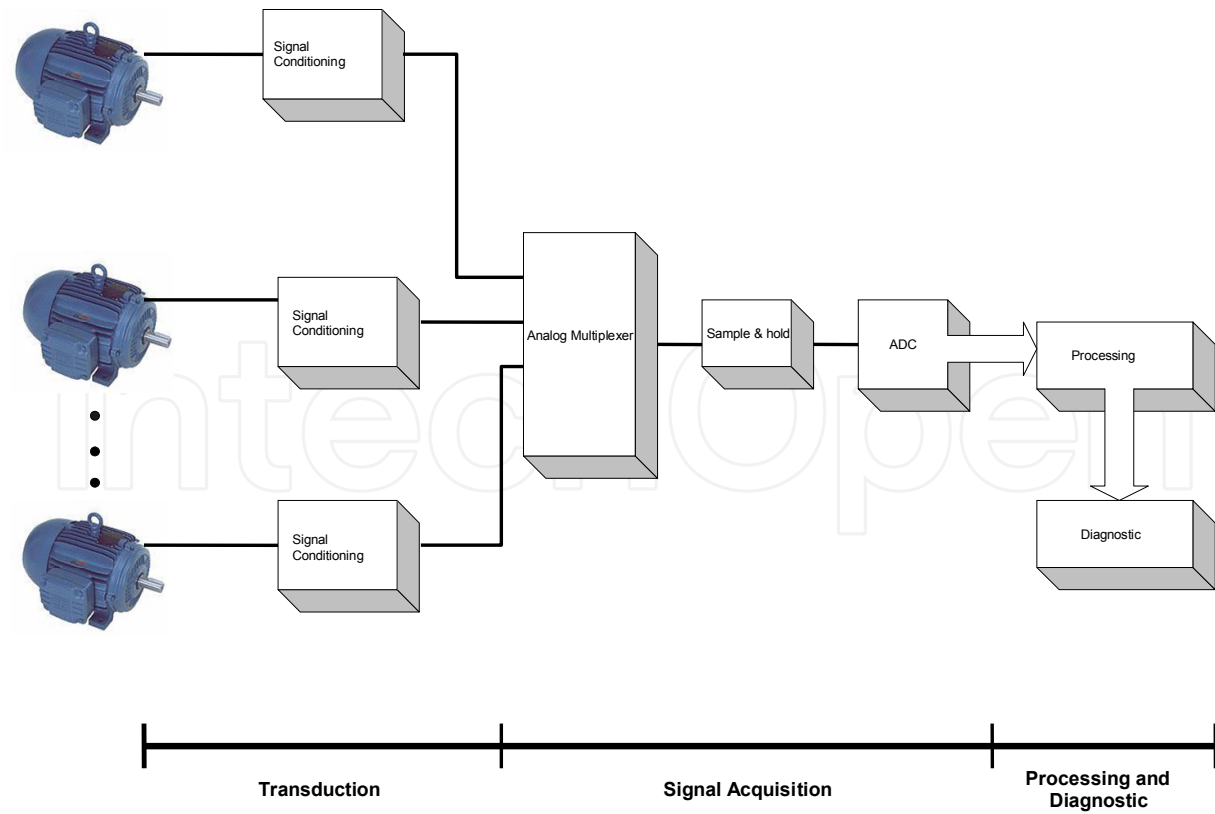 Signal
Conditioning
Signal
Conditioning
Analog Multiplexer
Sample & hold
ADC
Processing
Signal
Conditioning
Diagnostic
IntechOpen
Transduction
Signal Acquisition
Processing and
Diagnostic